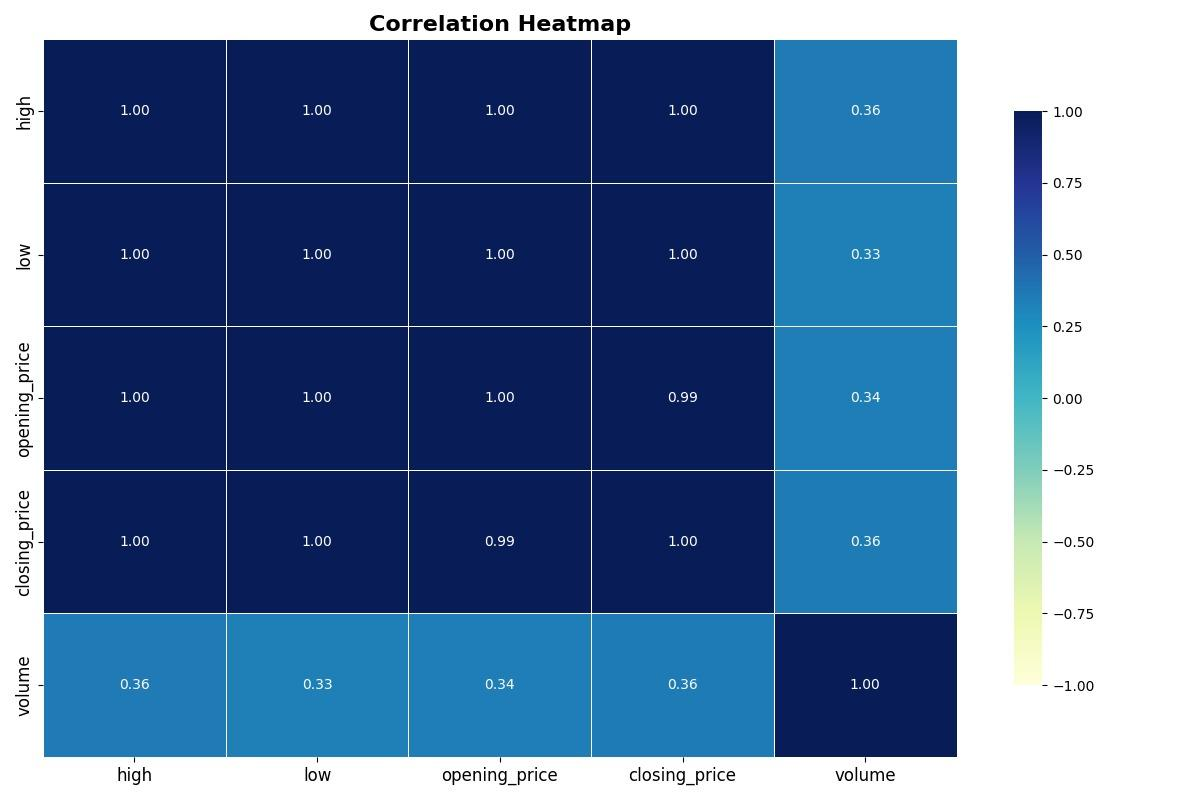 Correlation Heatmap
high 1.00 1.00 1.00 1.00 0.36
low 1.00 1.00 1.00 1.00 0.33
opening_price 1.00 1.00 1.00 0.99 0.34
closing_price 1.00 1.00 0.99 1.00 0.36
volume 0.36 0.33 0.34 0.36 1.00
high low opening_price closing_price volume
1.00
0.75
0.50
0.25
0.00
−0.25
−0.50
−0.75
−1.00